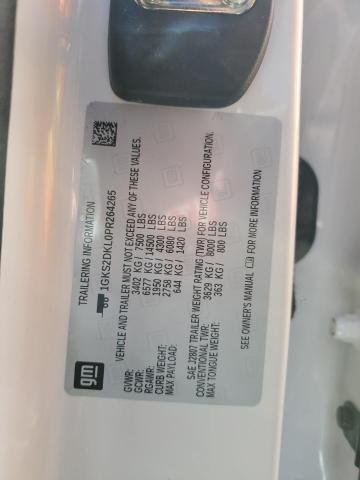 gm
TRAILERING INFORMATION
1GKS2DKL0PR264265
VEHICLE AND TRAILER MUST NOT EXCEED ANY OF THESE VALUES.
GVWR: 3402 KG / 7500 LBS
GCWR: 6577 KG / 14500 LBS
RGAWR: 1950 KG / 4300 LBS
CURB WEIGHT: 2758 KG / 6080 LBS
MAX PAYLOAD: 644 KG / 1420 LBS
SAE J2807 TRAILER WEIGHT RATING (TWR) FOR VEHICLE CONFIGURATION.
CONVENTIONAL TWR: 3629 KG / 8000 LBS
MAX TONGUE WEIGHT: 363 KG / 800 LBS
SEE OWNER'S MANUAL FOR MORE INFORMATION